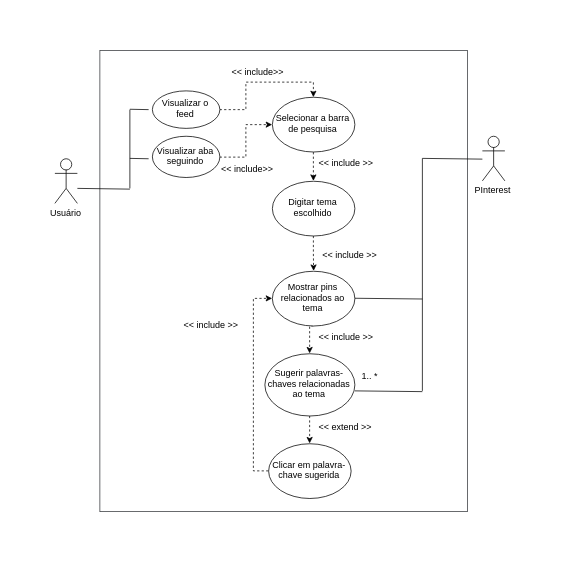 << include>>
Visualizar o
feed
Selecionar a barra
de pesquisa
Visualizar aba
seguindo
<< include>>
<< include >>
Usuário
PInterest
Digitar tema
escolhido
<< include >>
Mostrar pins
relacionados ao
tema
<< include >>
<< include >>
Sugerir palavras-
chaves relacionadas
ao tema
1.. *
<< extend >>
Clicar em palavra-
chave sugerida